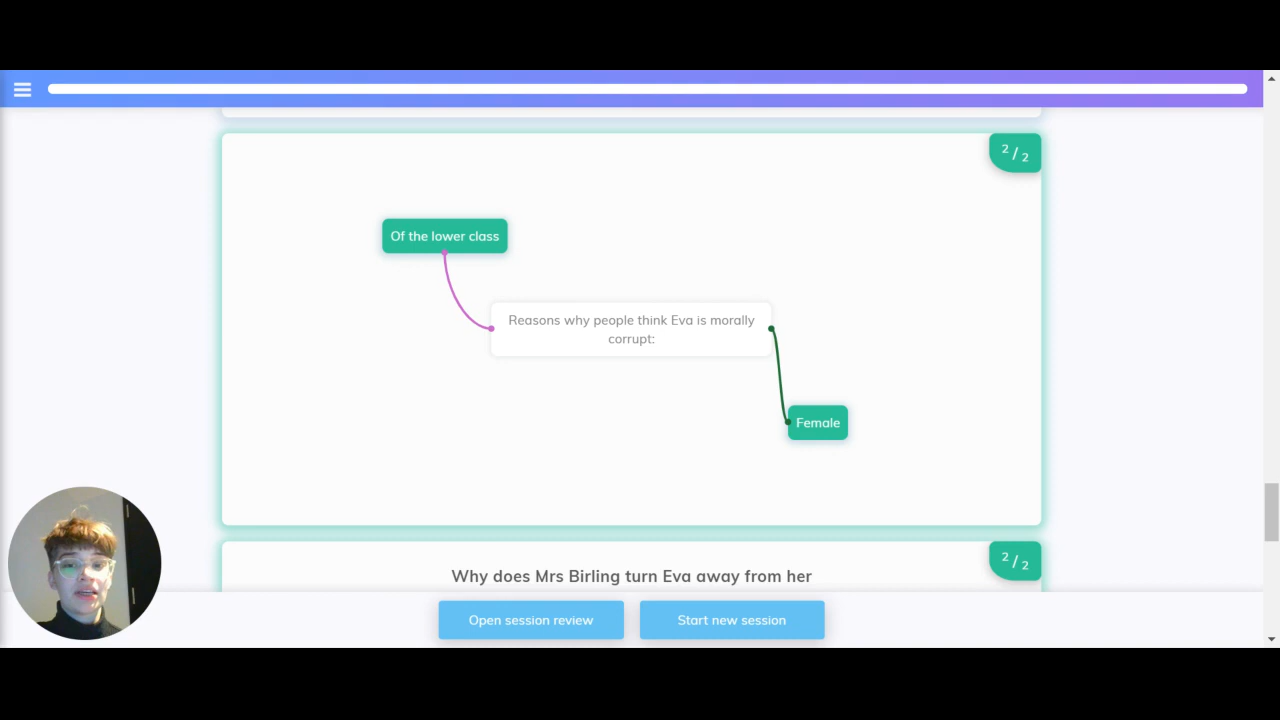 2 / 2
Of the lower class
Reasons why people think Eva is morally
corrupt:
Female
2 / 2
Why does Mrs Birling turn Eva away from her
Open session review
Start new session